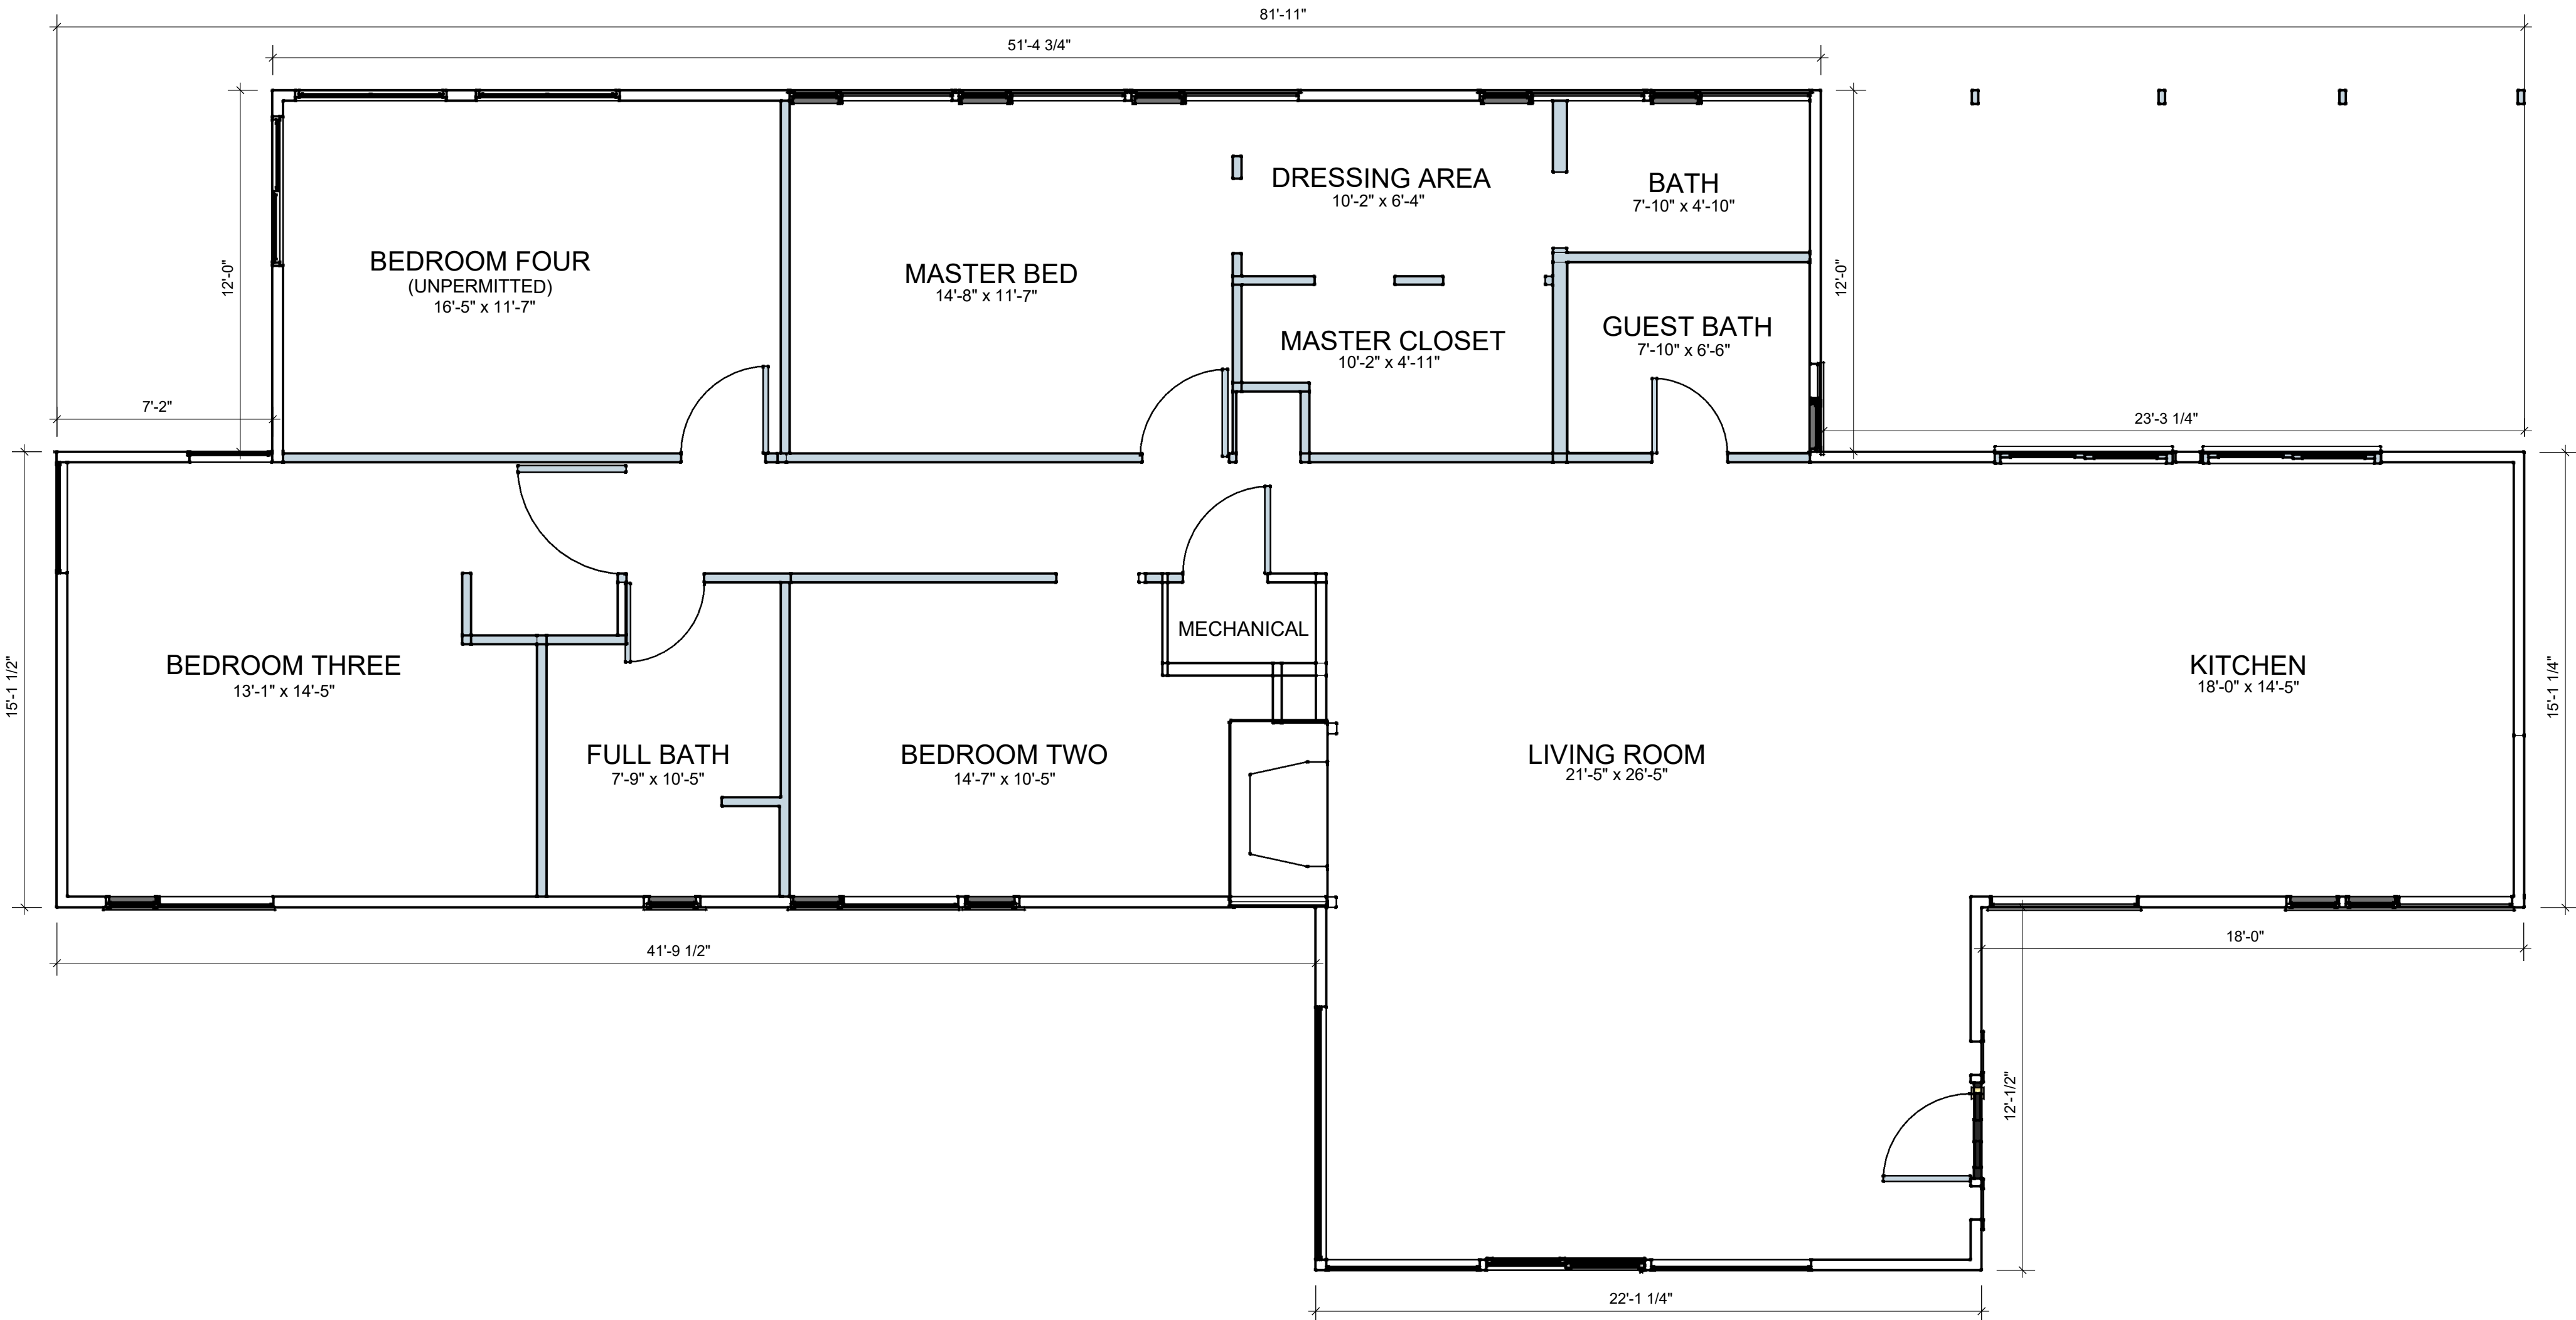 81'-11"
51'-4 3/4"
12'-0"
BEDROOM FOUR
(UNPERMITTED)
16'-5" x 11'-7"
MASTER BED
14'-8" x 11'-7"
DRESSING AREA
10'-2" x 6'-4"
BATH
7'-10" x 4'-10"
MASTER CLOSET
10'-2" x 4'-11"
GUEST BATH
7'-10" x 6'-6"
12'-0"
7'-2"
23'-3 1/4"
15'-1 1/2"
BEDROOM THREE
13'-1" x 14'-5"
FULL BATH
7'-9" x 10'-5"
BEDROOM TWO
14'-7" x 10'-5"
MECHANICAL
LIVING ROOM
21'-5" x 26'-5"
KITCHEN
18'-0" x 14'-5"
15'-1 1/4"
41'-9 1/2"
18'-0"
12'-1/2"
22'-1 1/4"